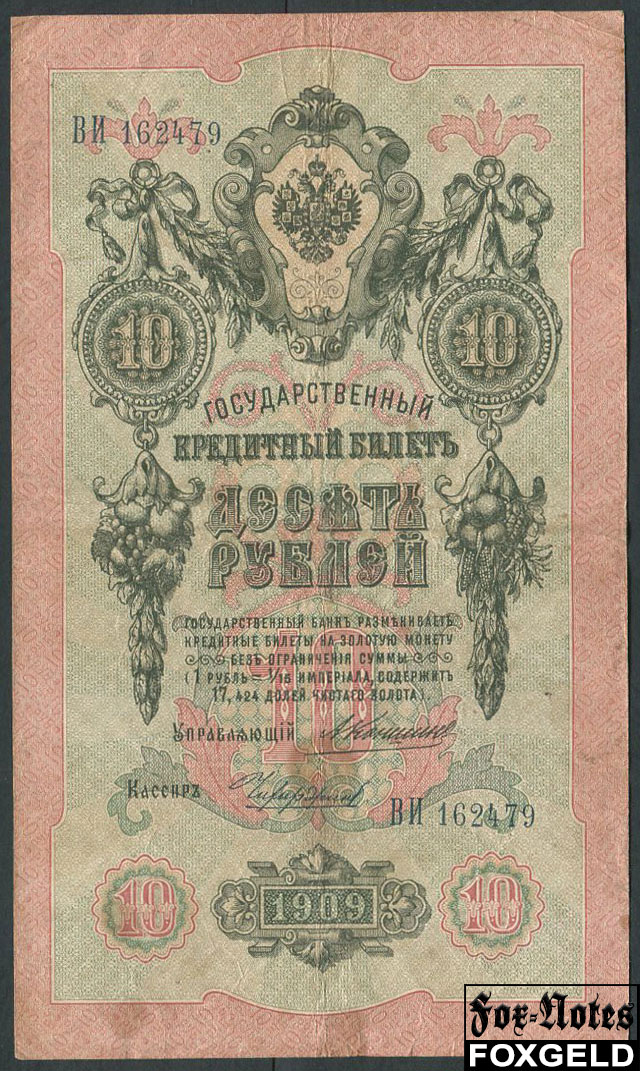 ВИ 162479
10 10
ГОСУДАРСТВЕННЫЙ
КРЕДИТНЫЙ БИЛЕТЪ
ДЕСЯТЬ
РУБЛЕЙ
ГОСУДАРСТВЕННЫЙ БАНКЪ РАЗМѢНИВАЕТЪ
КРЕДИТНЫЕ БИЛЕТЫ НА ЗОЛОТУЮ МОНЕТУ
БЕЗЪ ОГРАНИЧЕНІЯ СУММЫ
(1 РУБЛЬ = 1/15 ИМПЕРІАЛА, СОДЕРЖИТЪ
17,424 ДОЛЕЙ ЧИСТАГО ЗОЛОТА).
10
УПРАВЛЯЮЩІЙ
КАССИРЪ
ВИ 162479
10 1909 10
Fox-Notes
FOXGELD